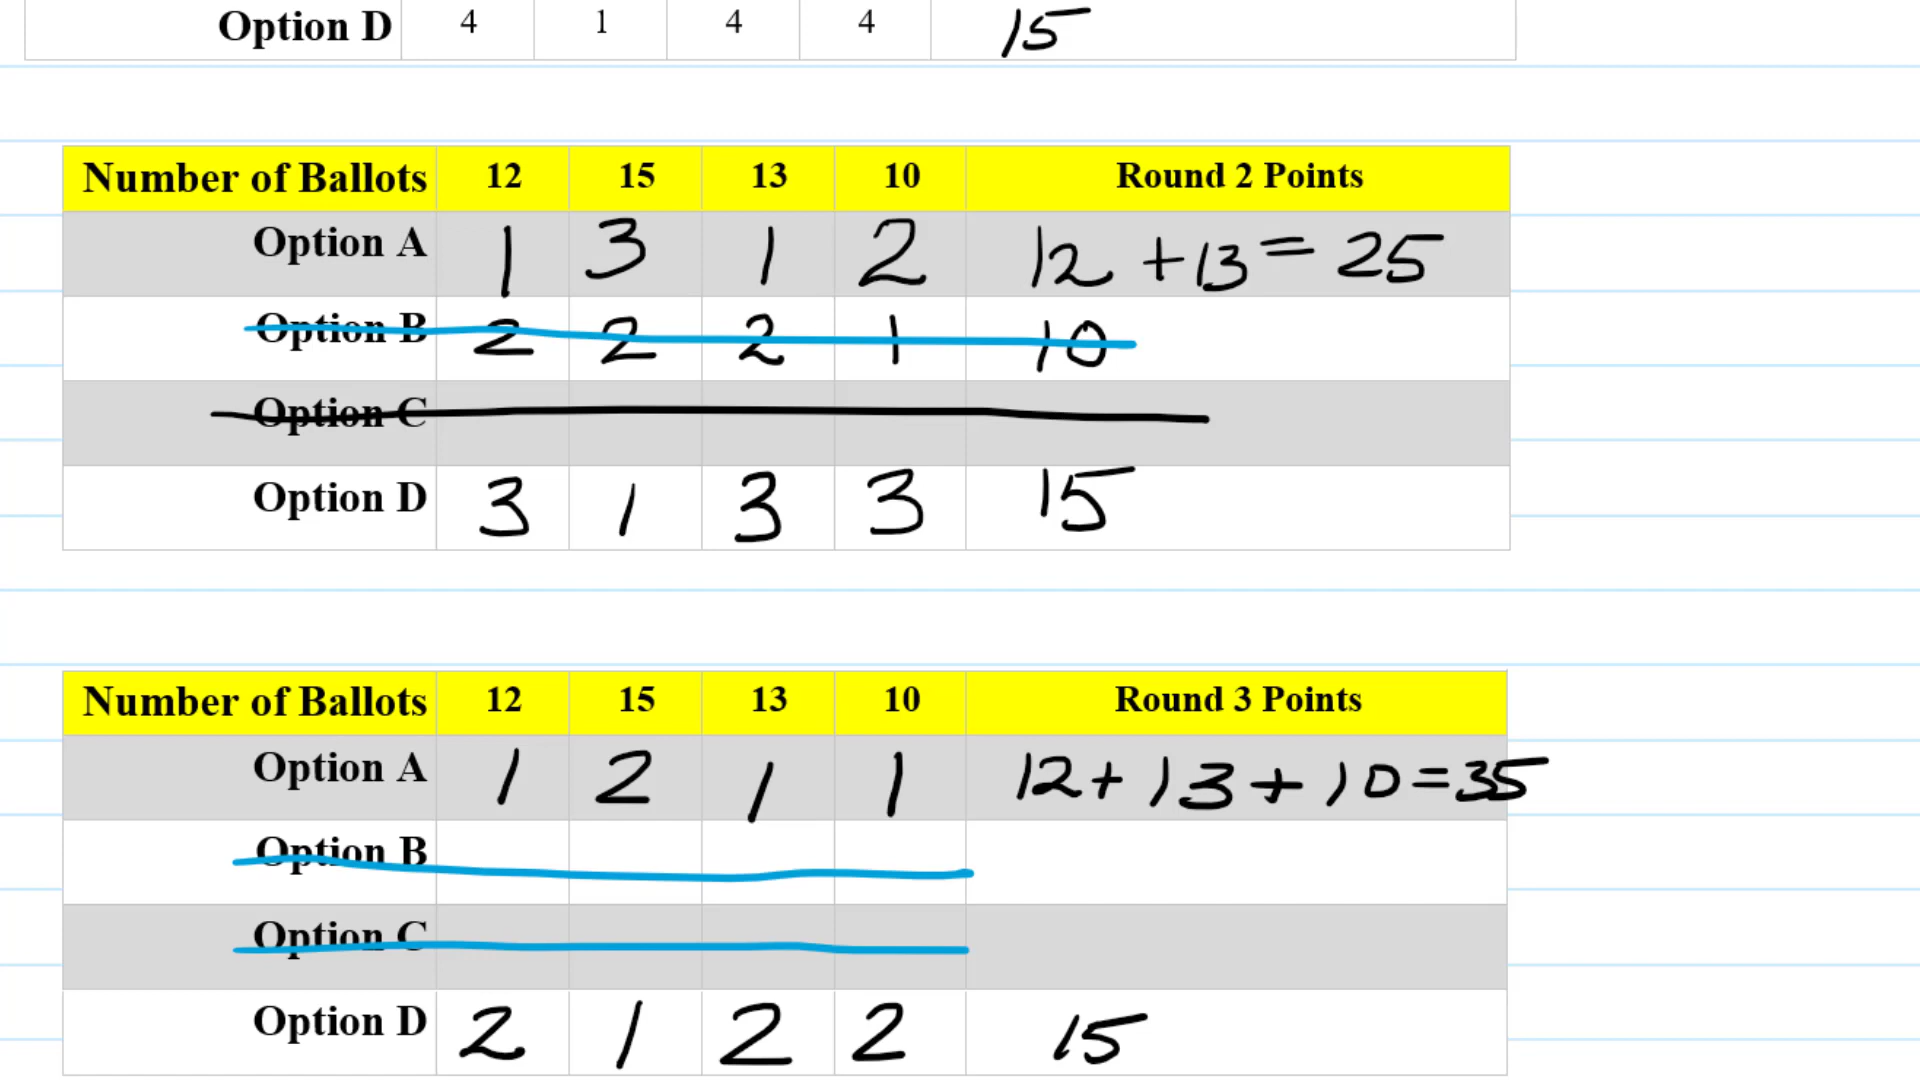 Option D 4 1 4 4 15
Number of Ballots 12 15 13 10 Round 2 Points
Option A 1 3 1 2 12 + 13 = 25
Option B 2 2 2 1 10
Option C
Option D 3 1 3 3 15
Number of Ballots 12 15 13 10 Round 3 Points
Option A 1 2 1 1 12 + 13 + 10 = 35
Option B
Option C
Option D 2 1 2 2 15